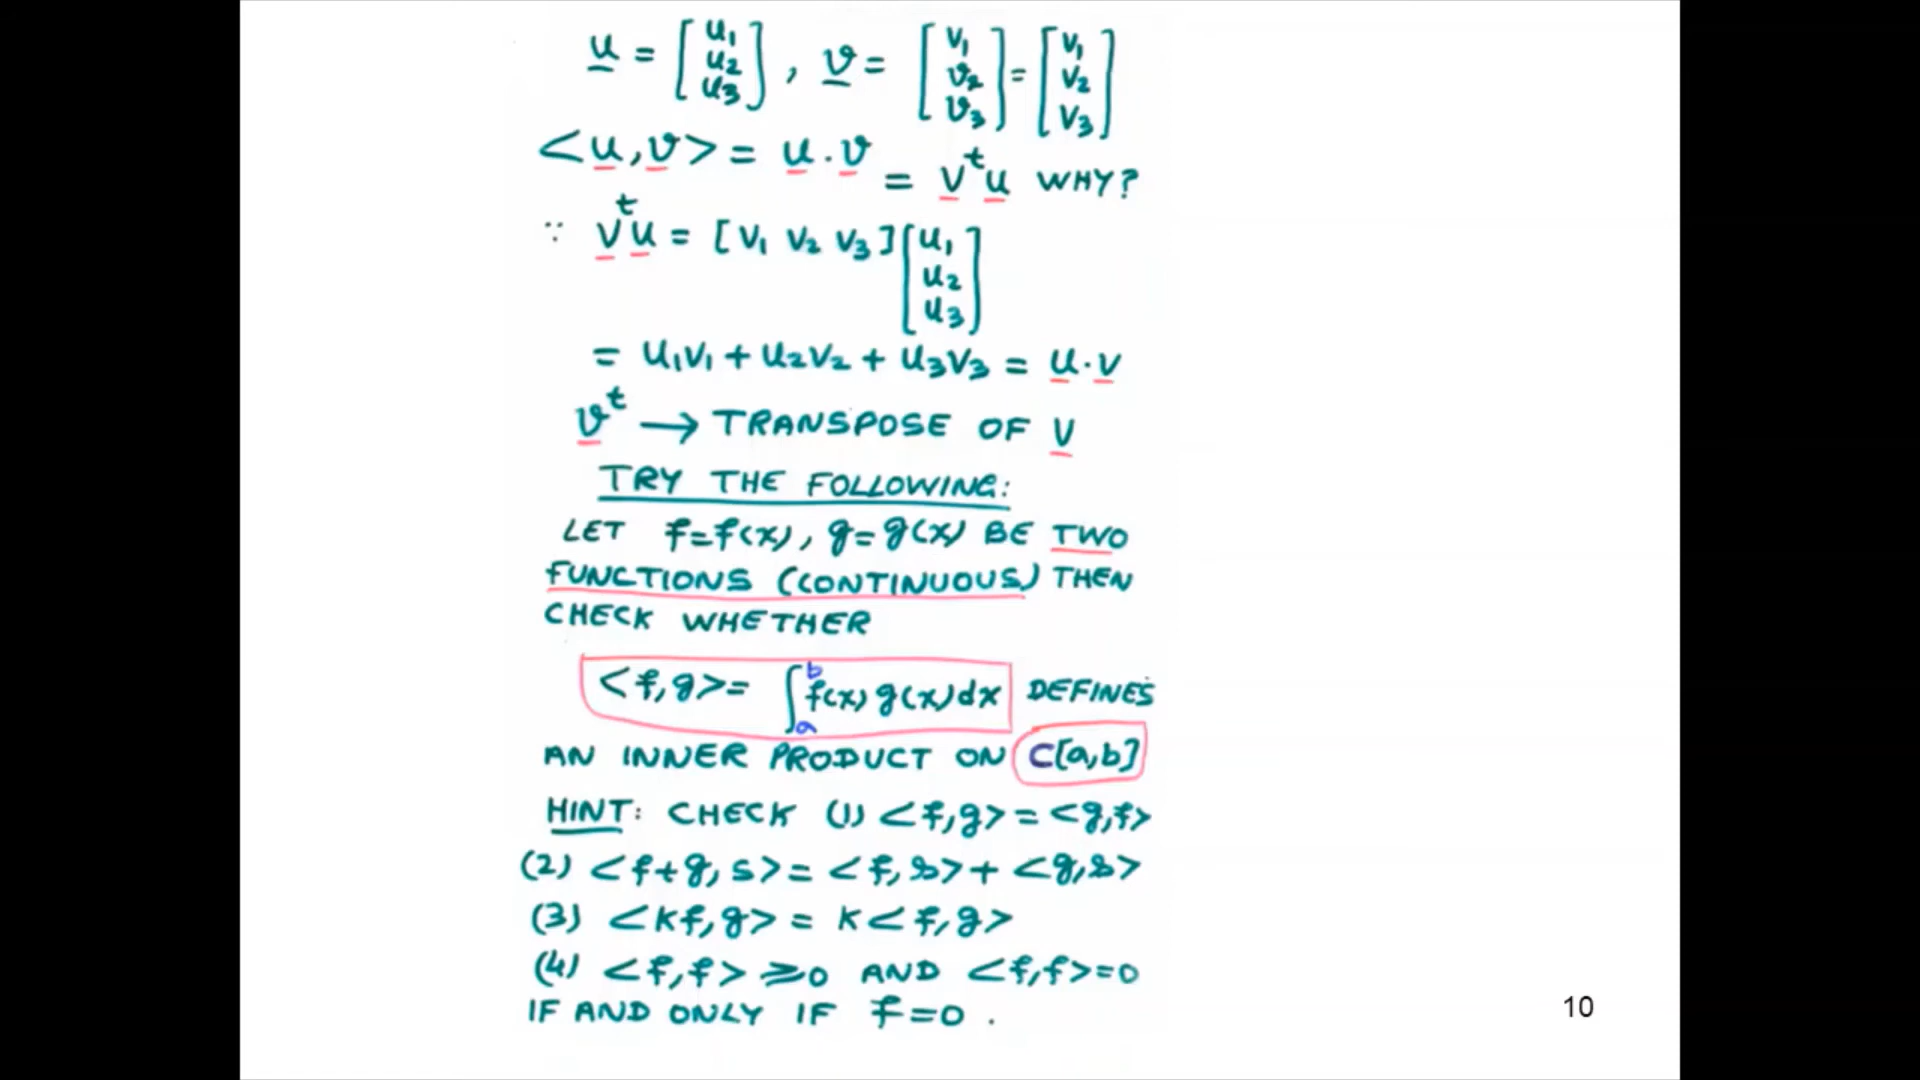 u = [u1 u2 u3], v = [v1 v2 v3] = [v1 v2 v3]
<u,v> = u . v = v^t u WHY?
∵ v^t u = [v1 v2 v3] [u1 u2 u3]
= u1v1 + u2v2 + u3v3 = u . v
v^t → TRANSPOSE OF v
TRY THE FOLLOWING:
LET f=f(x), g=g(x) BE TWO
FUNCTIONS (CONTINUOUS) THEN
CHECK WHETHER
<f,g> = ∫_a^b f(x) g(x) dx DEFINES
AN INNER PRODUCT ON C[a,b]
HINT: CHECK (1) <f,g> = <g,f>
(2) <f+g, s> = <f,s> + <g,s>
(3) <kf,g> = k<f,g>
(4) <f,f> ≥0 AND <f,f>=0
IF AND ONLY IF f=0 .
10